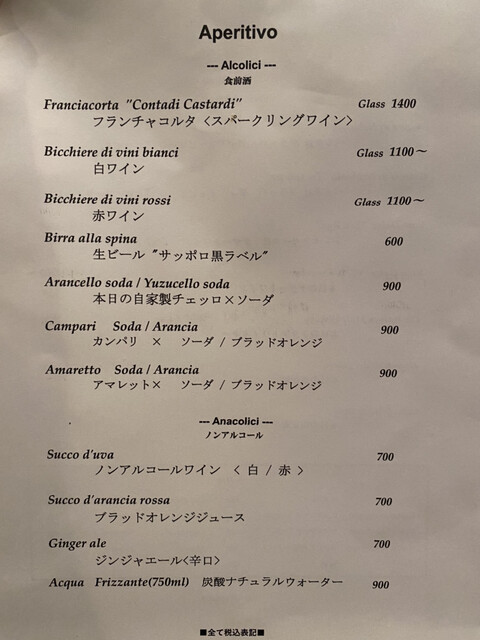 Aperitivo
--- Alcolici ---
食前酒
Franciacorta "Contadi Castardi" Glass 1400
フランチャコルタ〈スパークリングワイン〉
Bicchiere di vini bianci Glass 1100～
白ワイン
Bicchiere di vini rossi Glass 1100～
赤ワイン
Birra alla spina 600
生ビール〝サッポロ黒ラベル〟
Arancello soda / Yuzucello soda 900
本日の自家製チェッロ×ソーダ
Campari Soda / Arancia 900
カンパリ × ソーダ / ブラッドオレンジ
Amaretto Soda / Arancia 900
アマレット× ソーダ / ブラッドオレンジ
--- Anacolici ---
ノンアルコール
Succo d'uva 700
ノンアルコールワイン 〈 白 / 赤 〉
Succo d'arancia rossa 700
ブラッドオレンジジュース
Ginger ale 700
ジンジャエール〈辛口〉
Acqua Frizzante(750ml) 炭酸ナチュラルウォーター 900
■全て税込表記■